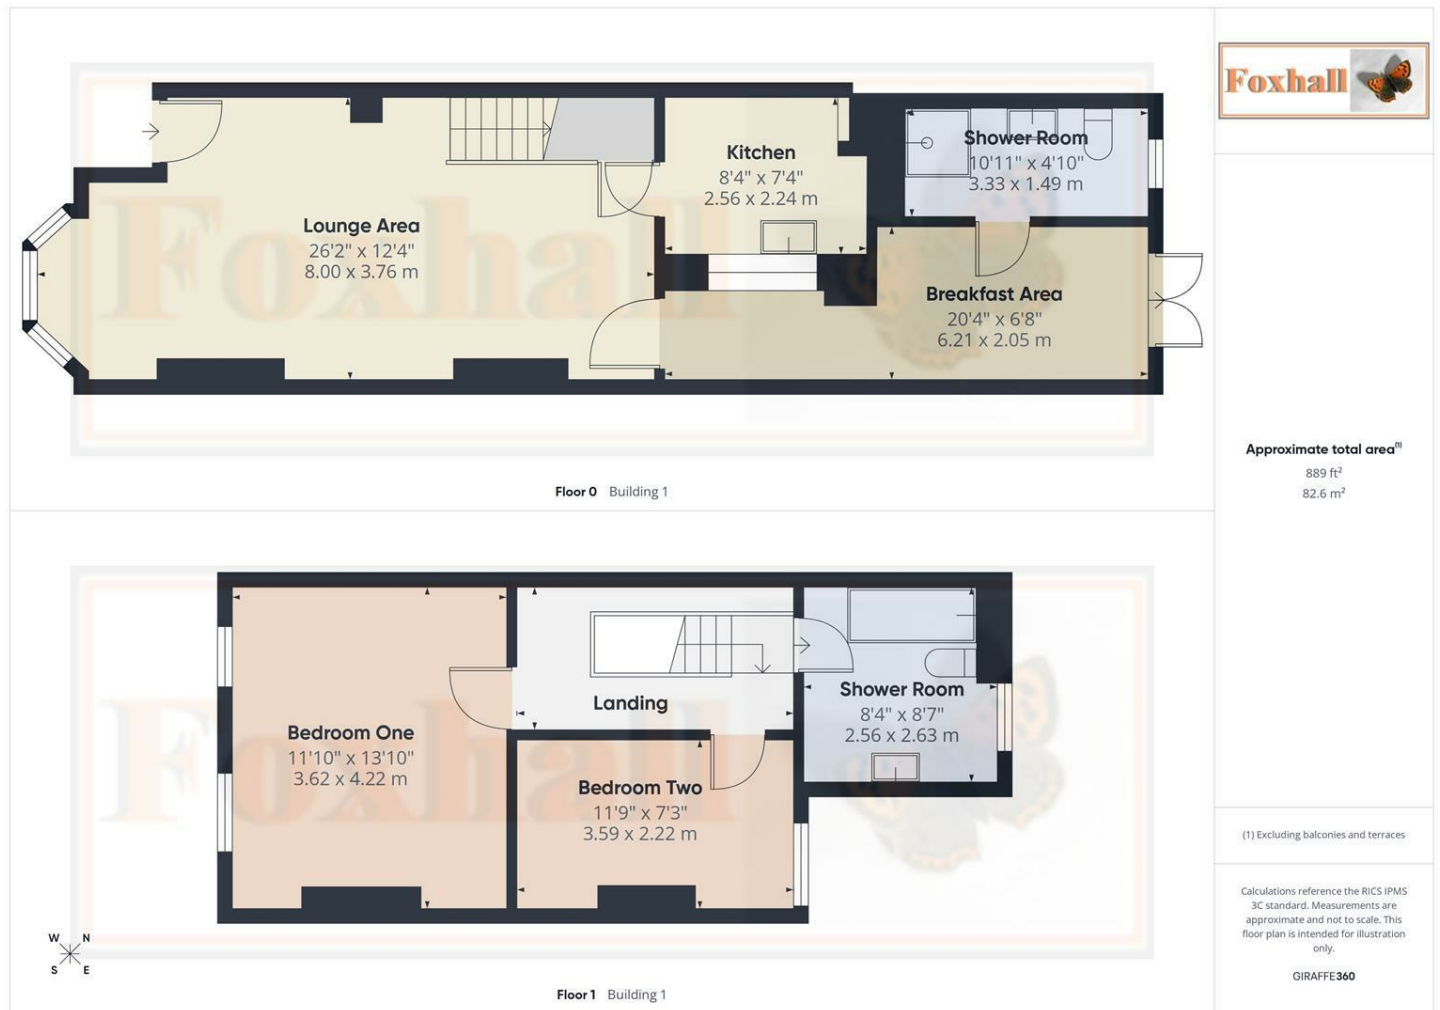 Lounge Area
26'2" x 12'4"
8.00 x 3.76 m
Kitchen
8'4" x 7'4"
2.56 x 2.24 m
Shower Room
10'11" x 4'10"
3.33 x 1.49 m
Breakfast Area
20'4" x 6'8"
6.21 x 2.05 m
Foxhall
Floor 0 Building 1
Foxhall
Approximate total area(1)
889 ft²
82.6 m²
Bedroom One
11'10" x 13'10"
3.62 x 4.22 m
Landing
Bedroom Two
11'9" x 7'3"
3.59 x 2.22 m
Shower Room
8'4" x 8'7"
2.56 x 2.63 m
Foxhall
W N
S E
Floor 1 Building 1
(1) Excluding balconies and terraces
Calculations reference the RICS IPMS
3C standard. Measurements are
approximate and not to scale. This
floor plan is intended for illustration
only.
GIRAFFE360